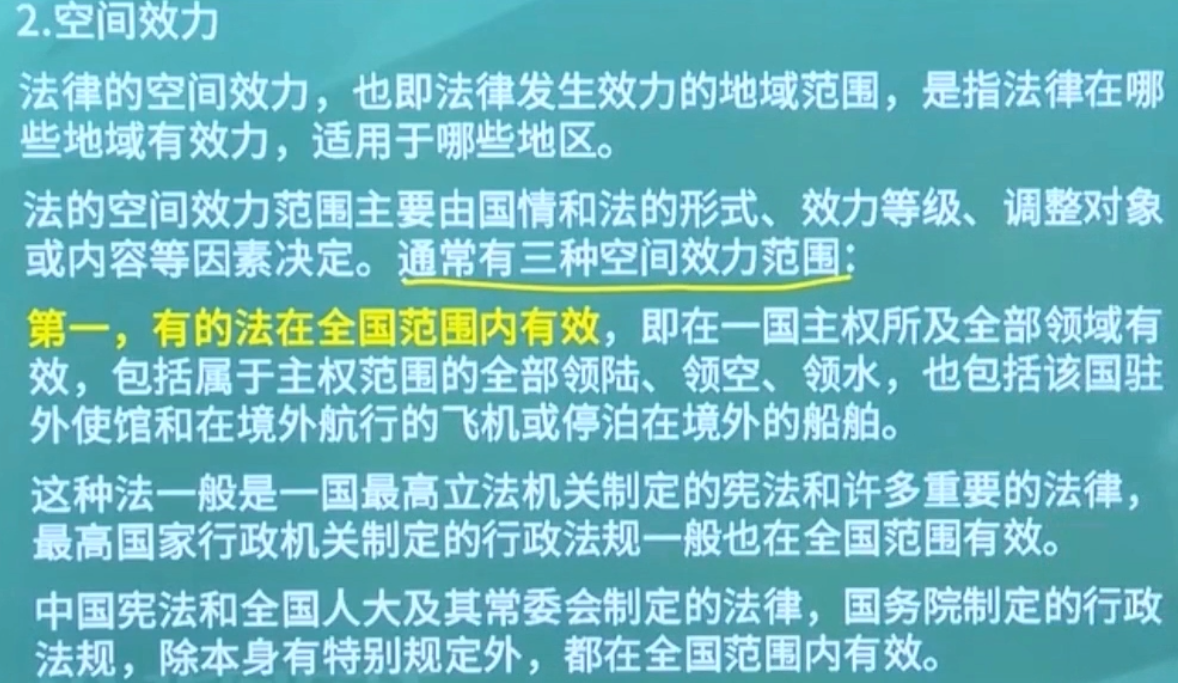 2.空间效力
法律的空间效力，也即法律发生效力的地域范围，是指法律在哪
些地域有效力，适用于哪些地区。
法的空间效力范围主要由国情和法的形式、效力等级、调整对象
或内容等因素决定。通常有三种空间效力范围：
第一，有的法在全国范围内有效，即在一国主权所及全部领域有
效，包括属于主权范围的全部领陆、领空、领水，也包括该国驻
外使馆和在境外航行的飞机或停泊在境外的船舶。
这种法一般是一国最高立法机关制定的宪法和许多重要的法律，
最高国家行政机关制定的行政法规一般也在全国范围有效。
中国宪法和全国人大及其常委会制定的法律，国务院制定的行政
法规，除本身有特别规定外，都在全国范围内有效。